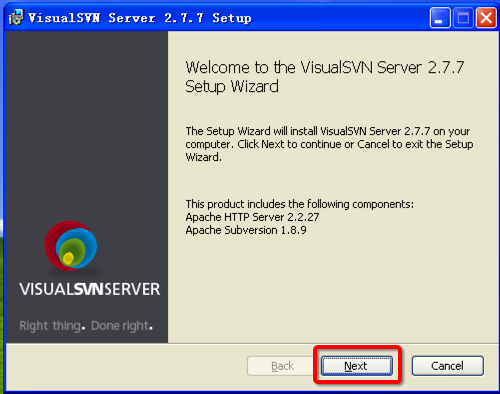 VisualSVN Server 2.7.7 Setup
Welcome to the VisualSVN Server 2.7.7
Setup Wizard
The Setup Wizard will install VisualSVN Server 2.7.7 on your
computer. Click Next to continue or Cancel to exit the Setup
Wizard.
This product includes the following components:
Apache HTTP Server 2.2.27
Apache Subversion 1.8.9
VISUALSVNSERVER
Right thing. Done right.
Back
Next
Cancel